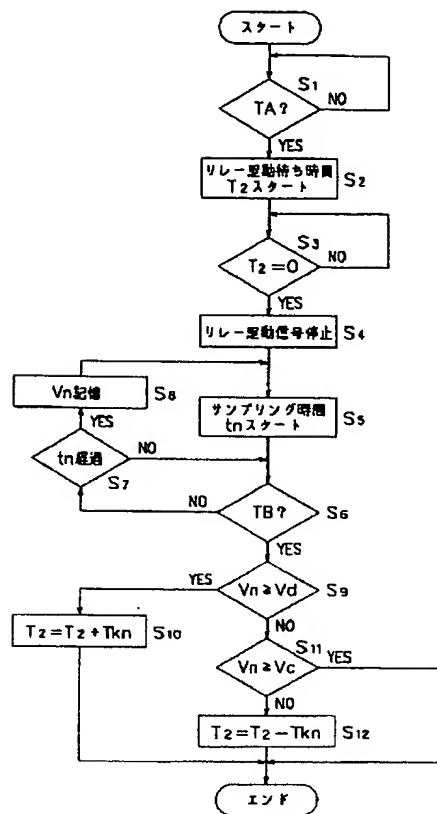 スタート
S1
TA?
NO
YES
リレー駆動待ち時間
T2スタート
S2
S3
T2=0
NO
YES
リレー駆動信号停止
S4
Vn記憶
S8
サンプリング時間
tnスタート
S5
YES
tn経過
NO
S7
NO
TB?
S6
YES
YES
Vn≧Vd
S9
NO
T2=T2+Tkn
S10
S11
Vn≧Vc
YES
NO
T2=T2-Tkn
S12
エンド